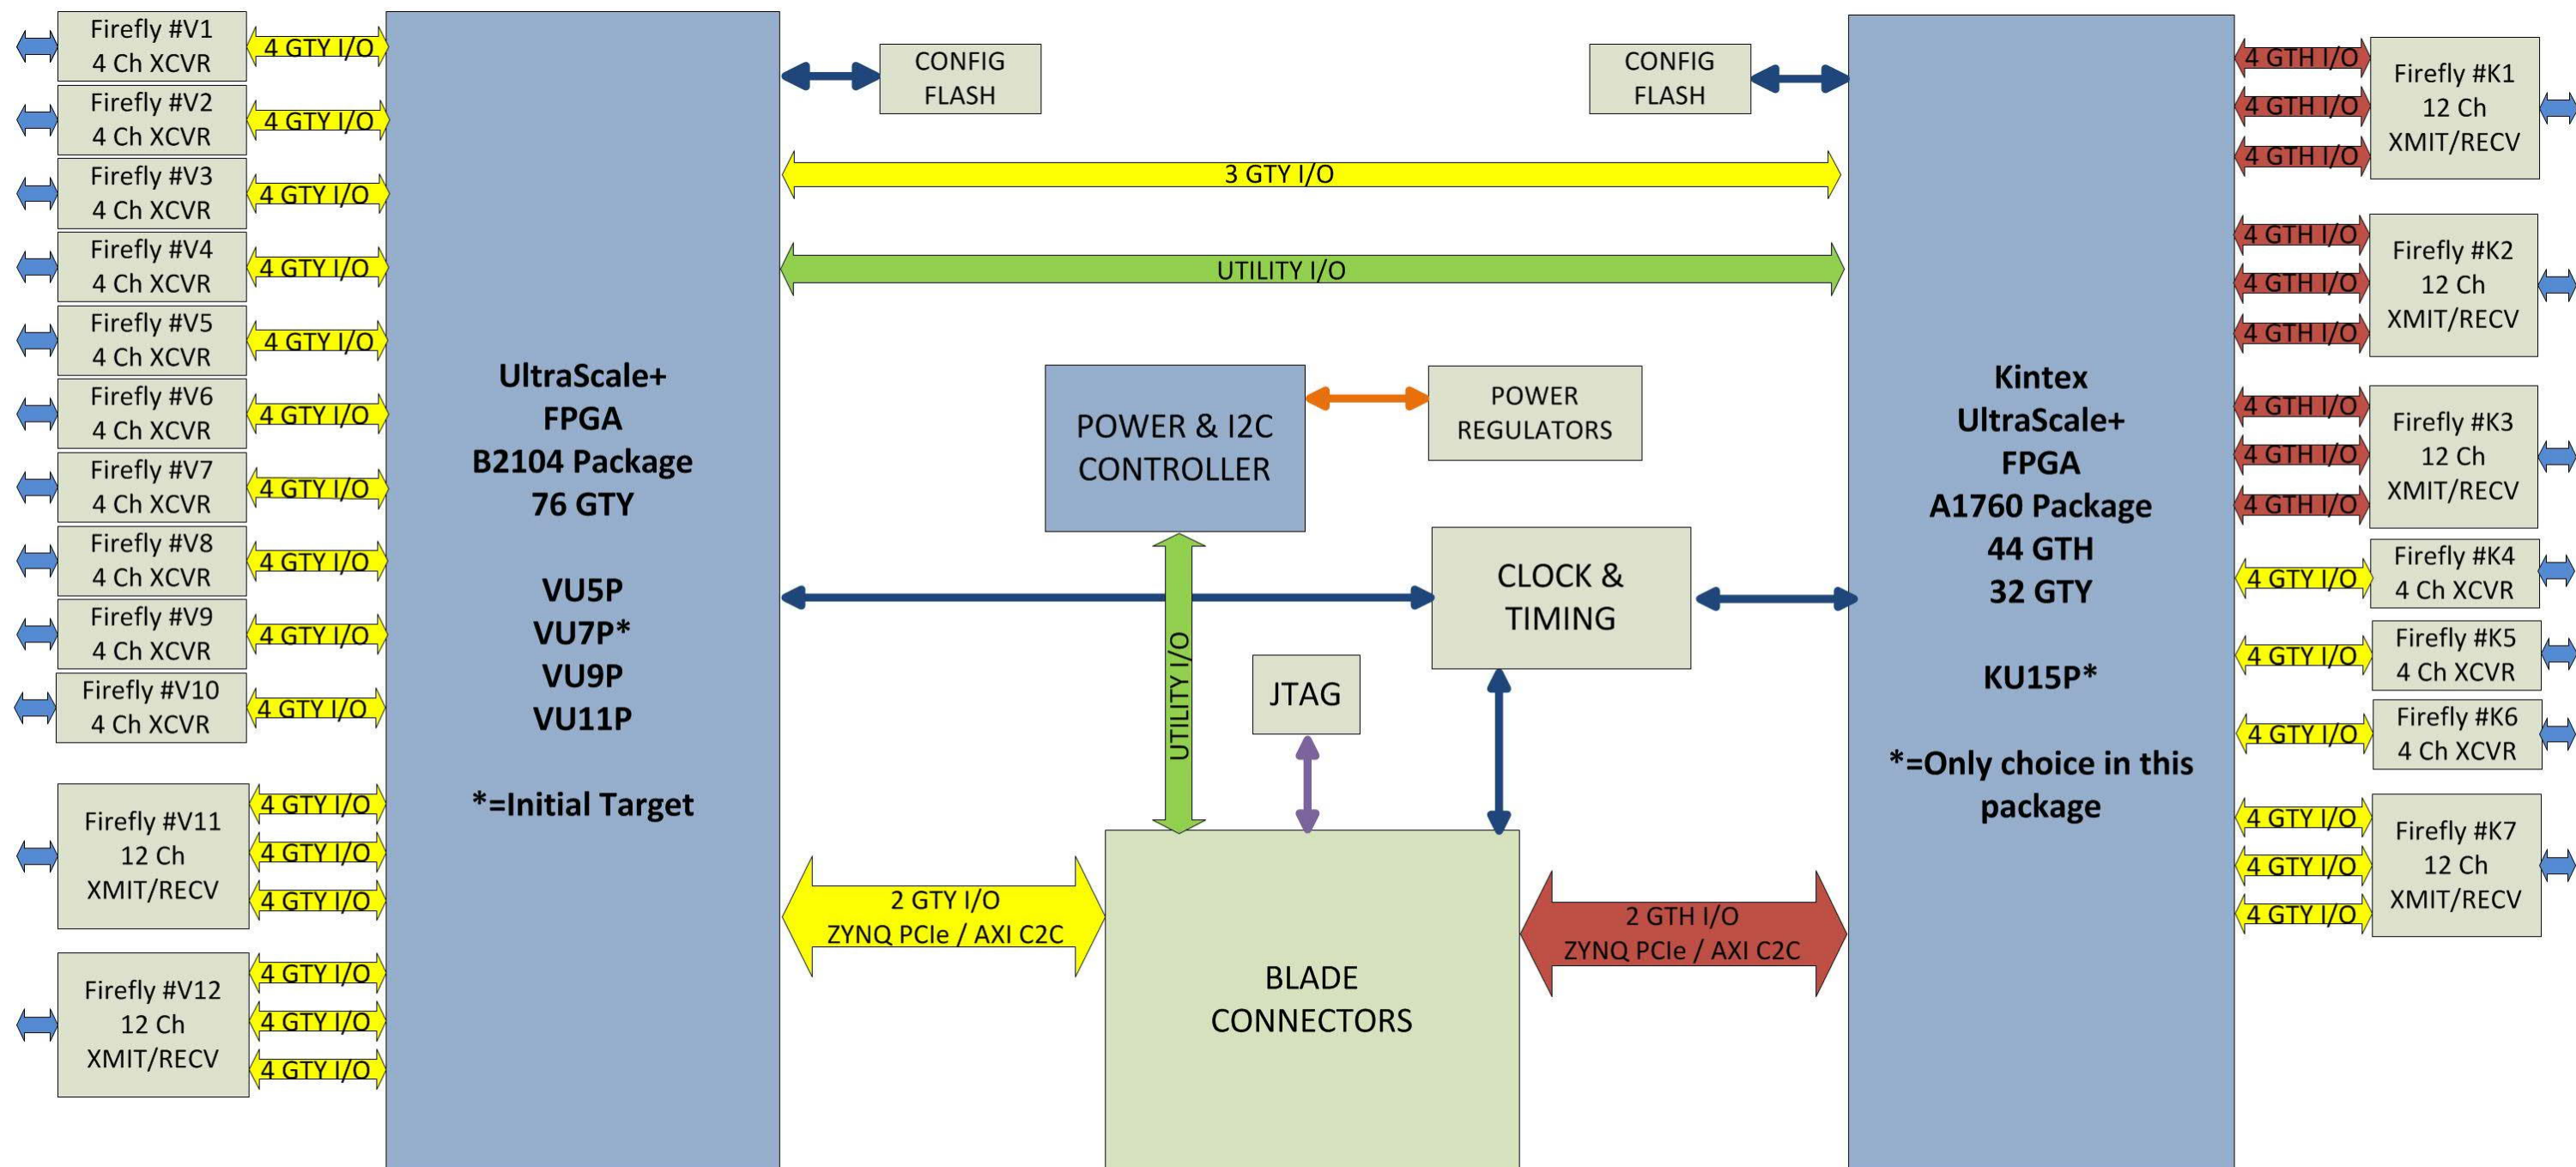 Firefly #V1
4 Ch XCVR
4 GTY I/O
Firefly #V2
4 Ch XCVR
4 GTY I/O
Firefly #V3
4 Ch XCVR
4 GTY I/O
Firefly #V4
4 Ch XCVR
4 GTY I/O
Firefly #V5
4 Ch XCVR
4 GTY I/O
Firefly #V6
4 Ch XCVR
4 GTY I/O
Firefly #V7
4 Ch XCVR
4 GTY I/O
Firefly #V8
4 Ch XCVR
4 GTY I/O
Firefly #V9
4 Ch XCVR
4 GTY I/O
Firefly #V10
4 Ch XCVR
4 GTY I/O
Firefly #V11
12 Ch
XMIT/RECV
4 GTY I/O
4 GTY I/O
4 GTY I/O
Firefly #V12
12 Ch
XMIT/RECV
4 GTY I/O
4 GTY I/O
4 GTY I/O
UltraScale+
FPGA
B2104 Package
76 GTY
VU5P
VU7P*
VU9P
VU11P
*=Initial Target
CONFIG
FLASH
CONFIG
FLASH
3 GTY I/O
UTILITY I/O
POWER & I2C
CONTROLLER
POWER
REGULATORS
CLOCK &
TIMING
UTILITY I/O
JTAG
2 GTY I/O
ZYNQ PCIe / AXI C2C
BLADE
CONNECTORS
2 GTH I/O
ZYNQ PCIe / AXI C2C
Kintex
UltraScale+
FPGA
A1760 Package
44 GTH
32 GTY
KU15P*
*=Only choice in this
package
4 GTH I/O
4 GTH I/O
4 GTH I/O
Firefly #K1
12 Ch
XMIT/RECV
4 GTH I/O
4 GTH I/O
4 GTH I/O
Firefly #K2
12 Ch
XMIT/RECV
4 GTH I/O
4 GTH I/O
4 GTH I/O
Firefly #K3
12 Ch
XMIT/RECV
4 GTY I/O
Firefly #K4
4 Ch XCVR
4 GTY I/O
Firefly #K5
4 Ch XCVR
4 GTY I/O
Firefly #K6
4 Ch XCVR
4 GTY I/O
4 GTY I/O
4 GTY I/O
Firefly #K7
12 Ch
XMIT/RECV